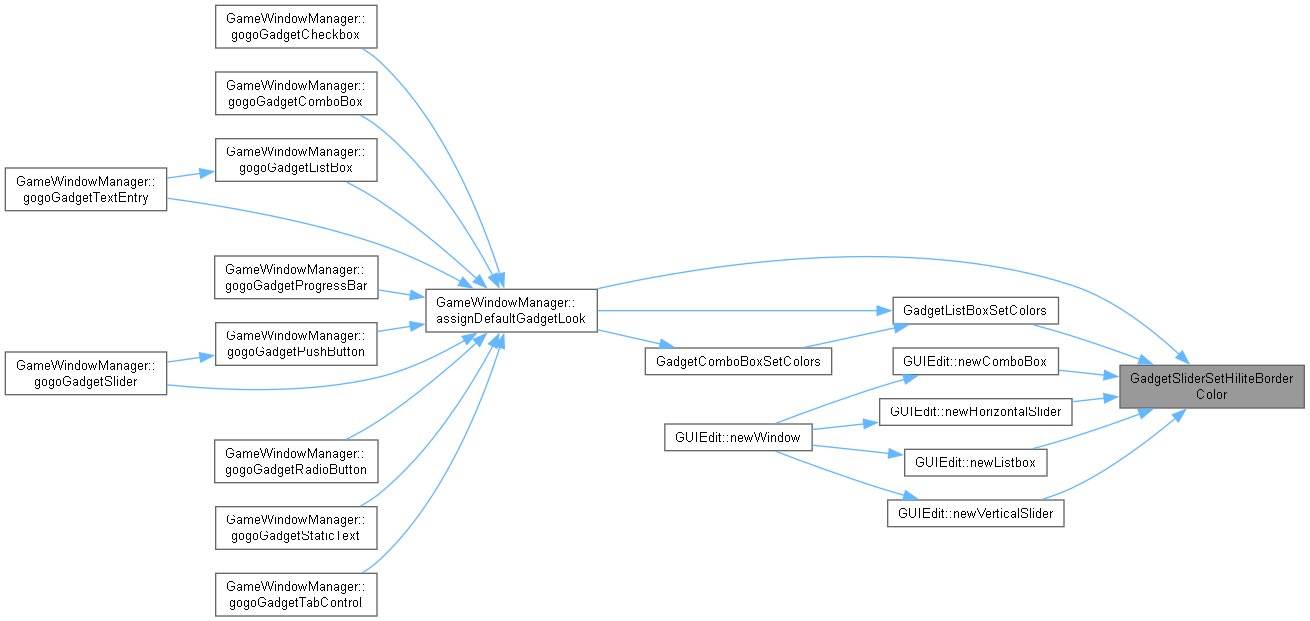 GameWindowManager::
gogoGadgetCheckbox
GameWindowManager::
gogoGadgetComboBox
GameWindowManager::
gogoGadgetListBox
GameWindowManager::
gogoGadgetTextEntry
GameWindowManager::
gogoGadgetProgressBar
GameWindowManager::
assignDefaultGadgetLook
GadgetListBoxSetColors
GameWindowManager::
gogoGadgetPushButton
GadgetComboBoxSetColors
GUIEdit::newComboBox
GameWindowManager::
gogoGadgetSlider
GadgetSliderSetHiliteBorder
Color
GUIEdit::newHorizontalSlider
GUIEdit::newWindow
GameWindowManager::
gogoGadgetRadioButton
GUIEdit::newListbox
GUIEdit::newVerticalSlider
GameWindowManager::
gogoGadgetStaticText
GameWindowManager::
gogoGadgetTabControl